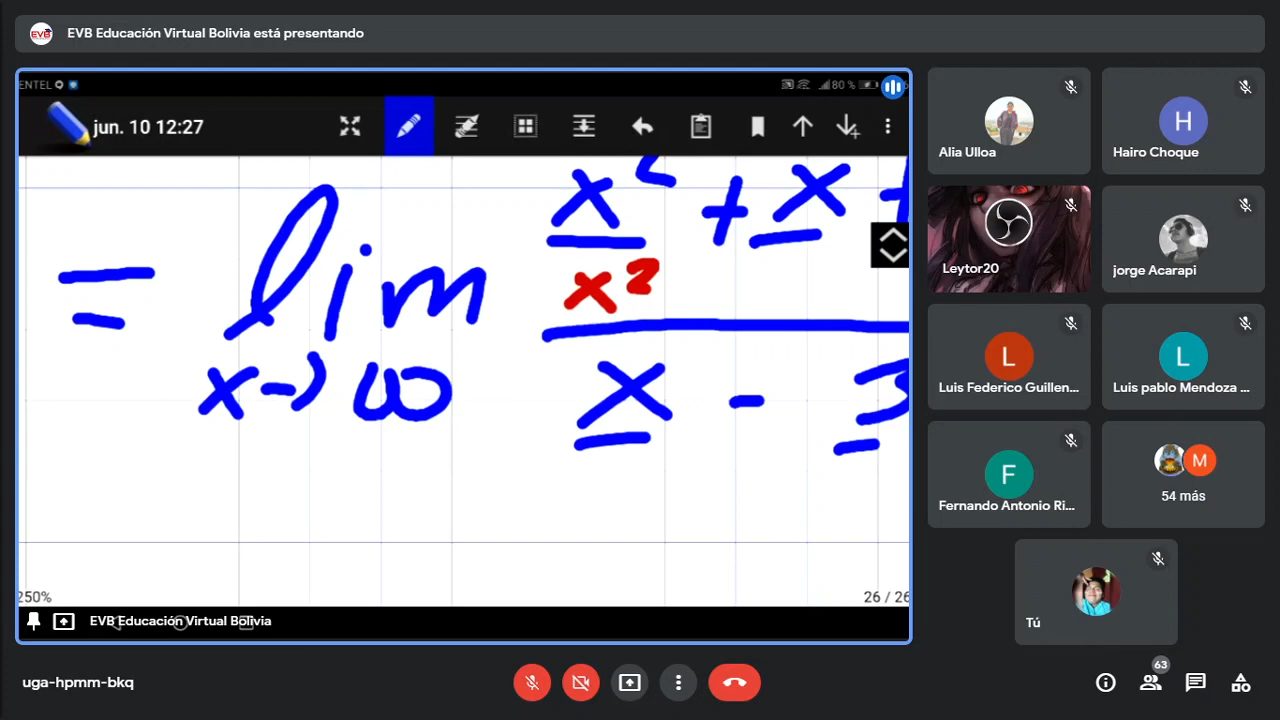 EVB EVB Educación Virtual Bolivia está presentando
ENTEL 80 %
jun. 10 12:27
= lim x→∞
x² + x +
x²
x - 3
250% 26 / 26
EVB Educación Virtual Bolivia
Alia Ulloa
H
Hairo Choque
Leytor20
jorge Acarapi
L
Luis Federico Guillen...
L
Luis pablo Mendoza ...
F
Fernando Antonio Ri...
M
54 más
Tú
uga-hpmm-bkq
63